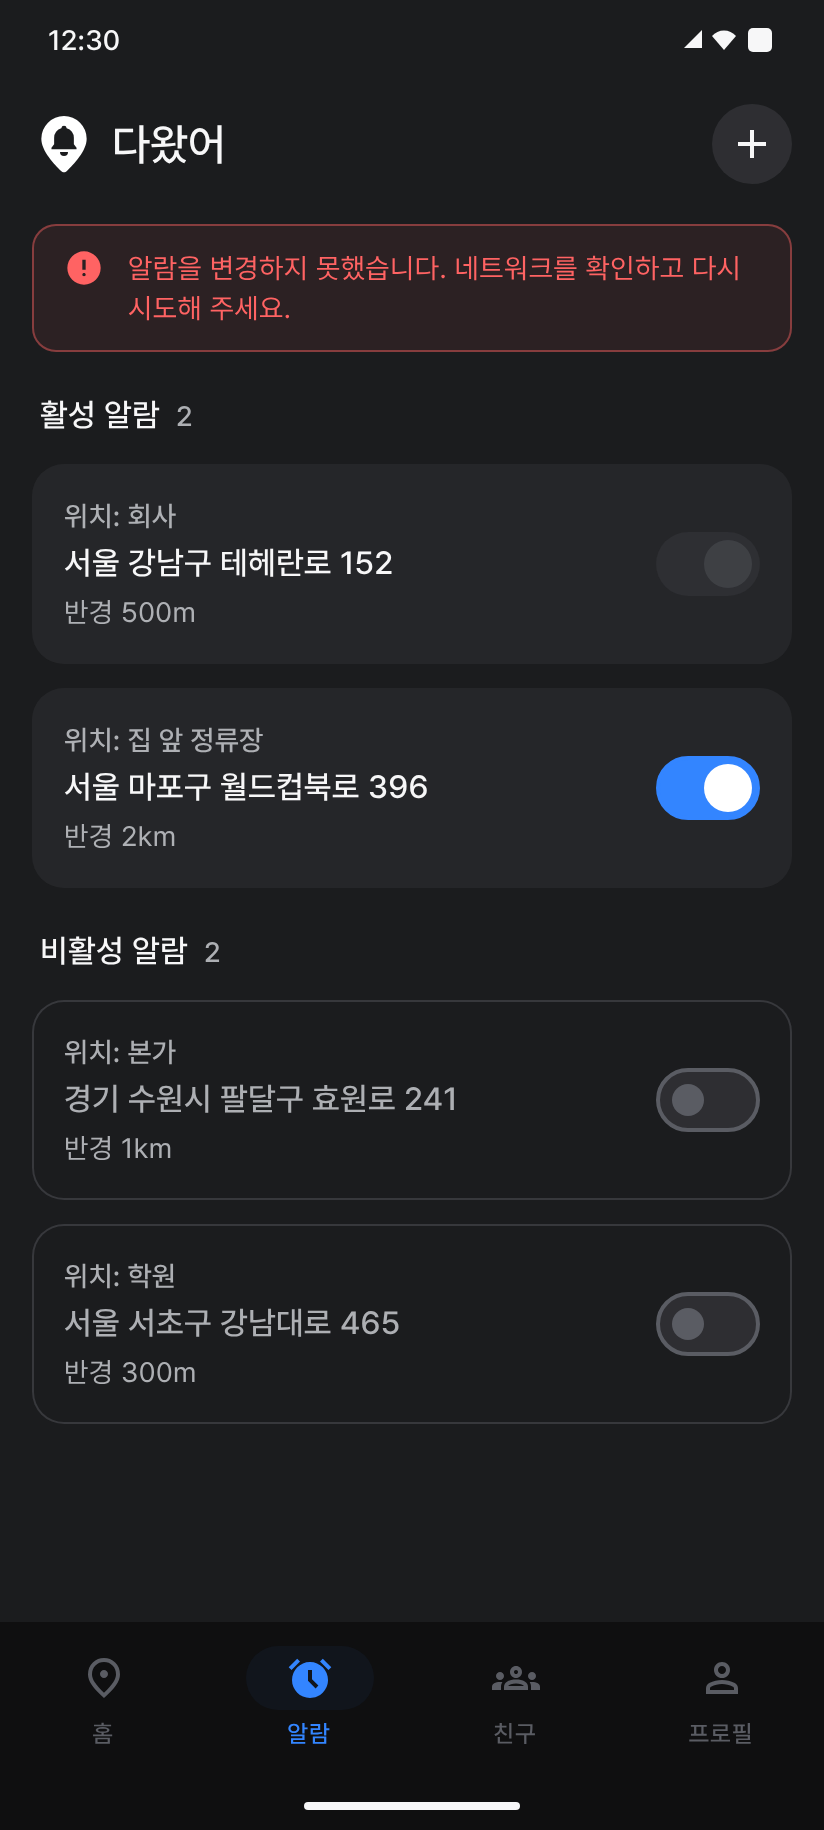 12:30
다왔어
알람을 변경하지 못했습니다. 네트워크를 확인하고 다시
시도해 주세요.
활성 알람 2
위치: 회사
서울 강남구 테헤란로 152
반경 500m
위치: 집 앞 정류장
서울 마포구 월드컵북로 396
반경 2km
비활성 알람 2
위치: 본가
경기 수원시 팔달구 효원로 241
반경 1km
위치: 학원
서울 서초구 강남대로 465
반경 300m
홈
알람
친구
프로필